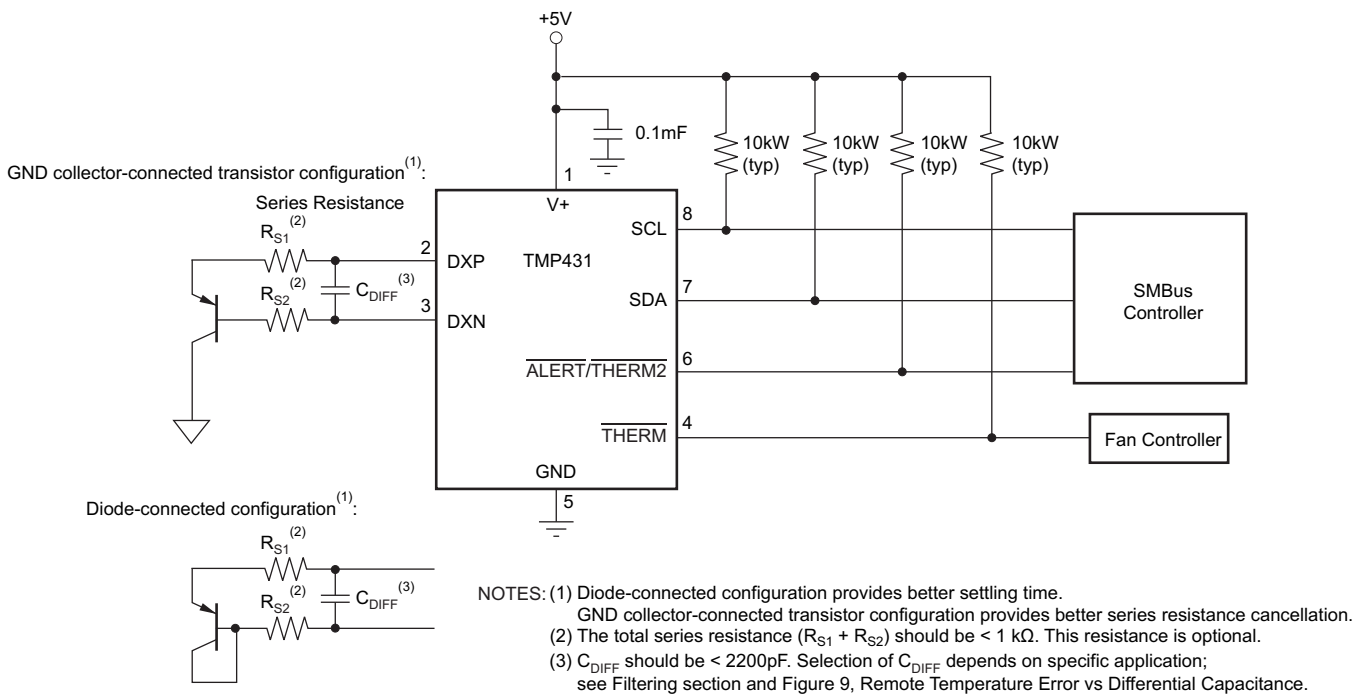 +5V
0.1mF
10kW
(typ)
10kW
(typ)
10kW
(typ)
10kW
(typ)
GND collector-connected transistor configuration(1):
Series Resistance
RS1(2)
RS2(2)
CDIFF(3)
1
V+
2
DXP
TMP431
3
DXN
SCL
8
SDA
7
ALERT/THERM2
6
THERM
4
GND
5
SMBus
Controller
Fan Controller
Diode-connected configuration(1):
RS1(2)
RS2(2)
CDIFF(3)
NOTES: (1) Diode-connected configuration provides better settling time.
GND collector-connected transistor configuration provides better series resistance cancellation.
(2) The total series resistance (RS1 + RS2) should be < 1 kΩ. This resistance is optional.
(3) CDIFF should be < 2200pF. Selection of CDIFF depends on specific application;
see Filtering section and Figure 9, Remote Temperature Error vs Differential Capacitance.